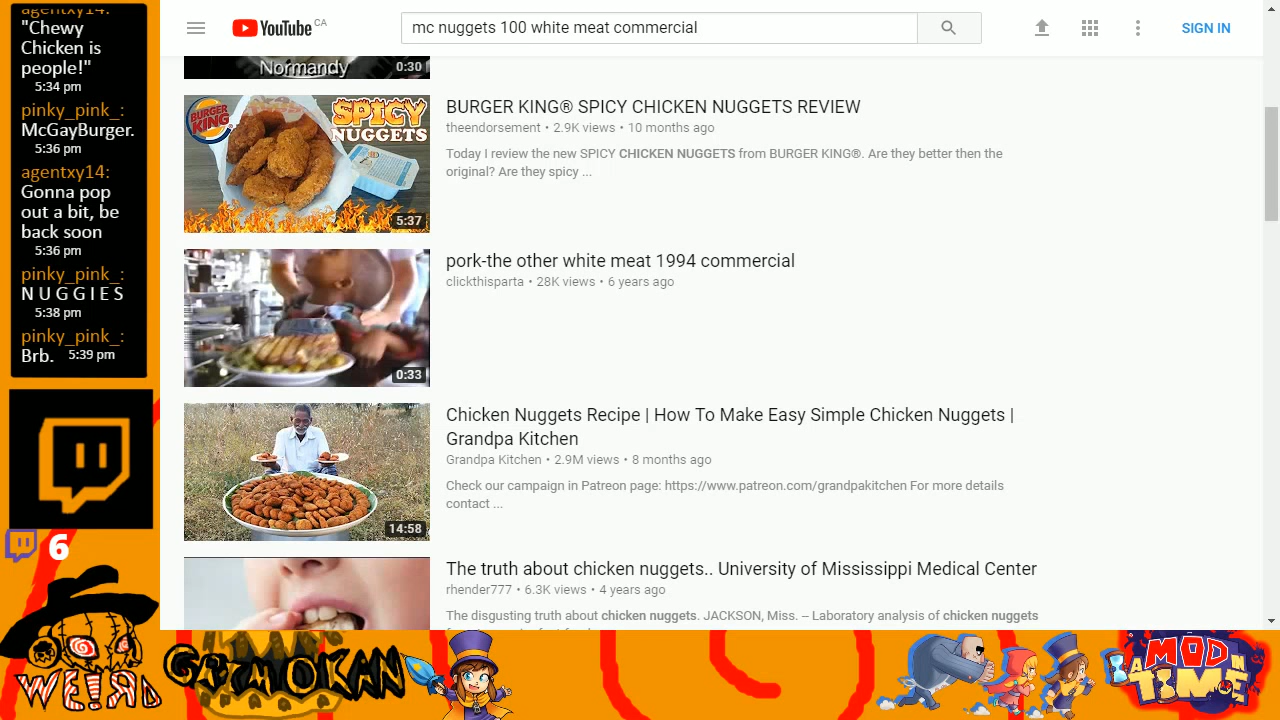 agentxy14:
"Chewy
Chicken is
people!"
5:34 pm
pinky_pink_:
McGayBurger.
5:36 pm
agentxy14:
Gonna pop
out a bit, be
back soon
5:36 pm
pinky_pink_:
N U G G I E S
5:38 pm
pinky_pink_:
Brb. 5:39 pm
6
WEIRD
GIZMOKAN
YouTube CA
mc nuggets 100 white meat commercial
SIGN IN
Normandy
0:30
BURGER KING
SPICY
NUGGETS
5:37
BURGER KING® SPICY CHICKEN NUGGETS REVIEW
theendorsement • 2.9K views • 10 months ago
Today I review the new SPICY CHICKEN NUGGETS from BURGER KING®. Are they better then the
original? Are they spicy ...
0:33
pork-the other white meat 1994 commercial
clickthisparta • 28K views • 6 years ago
14:58
Chicken Nuggets Recipe | How To Make Easy Simple Chicken Nuggets |
Grandpa Kitchen
Grandpa Kitchen • 2.9M views • 8 months ago
Check our campaign in Patreon page: https://www.patreon.com/grandpakitchen For more details
contact ...
The truth about chicken nuggets.. University of Mississippi Medical Center
rhender777 • 6.3K views • 4 years ago
The disgusting truth about chicken nuggets. JACKSON, Miss. -- Laboratory analysis of chicken nuggets
MOD
IN
TIME